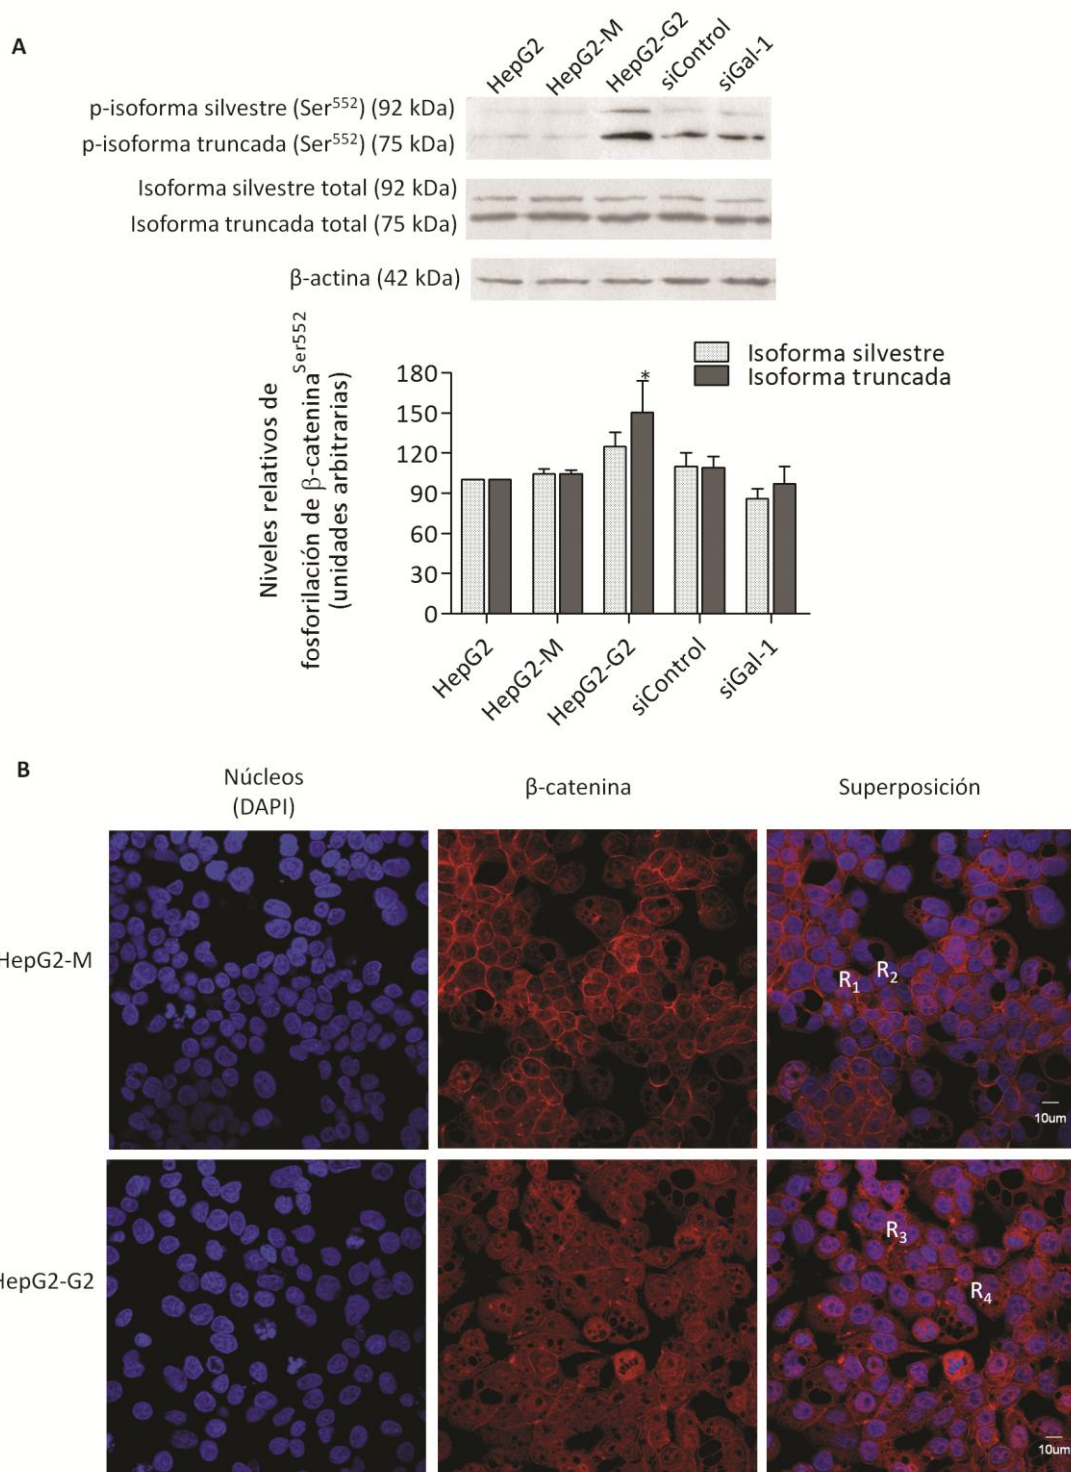 A
HepG2
HepG2-M
HepG2-G2
siControl
siGal-1
p-isoforma silvestre (Ser552) (92 kDa)
p-isoforma truncada (Ser552) (75 kDa)
Isoforma silvestre total (92 kDa)
Isoforma truncada total (75 kDa)
β-actina (42 kDa)
Niveles relativos de
fosforilación de β-catenina Ser552
(unidades arbitrarias)
Isoforma silvestre
Isoforma truncada
180
150
120
90
60
30
0
*
HepG2
HepG2-M
HepG2-G2
siControl
siGal-1
B
Núcleos
(DAPI)
β-catenina
Superposición
HepG2-M
R1
R2
10um
HepG2-G2
R3
R4
10um